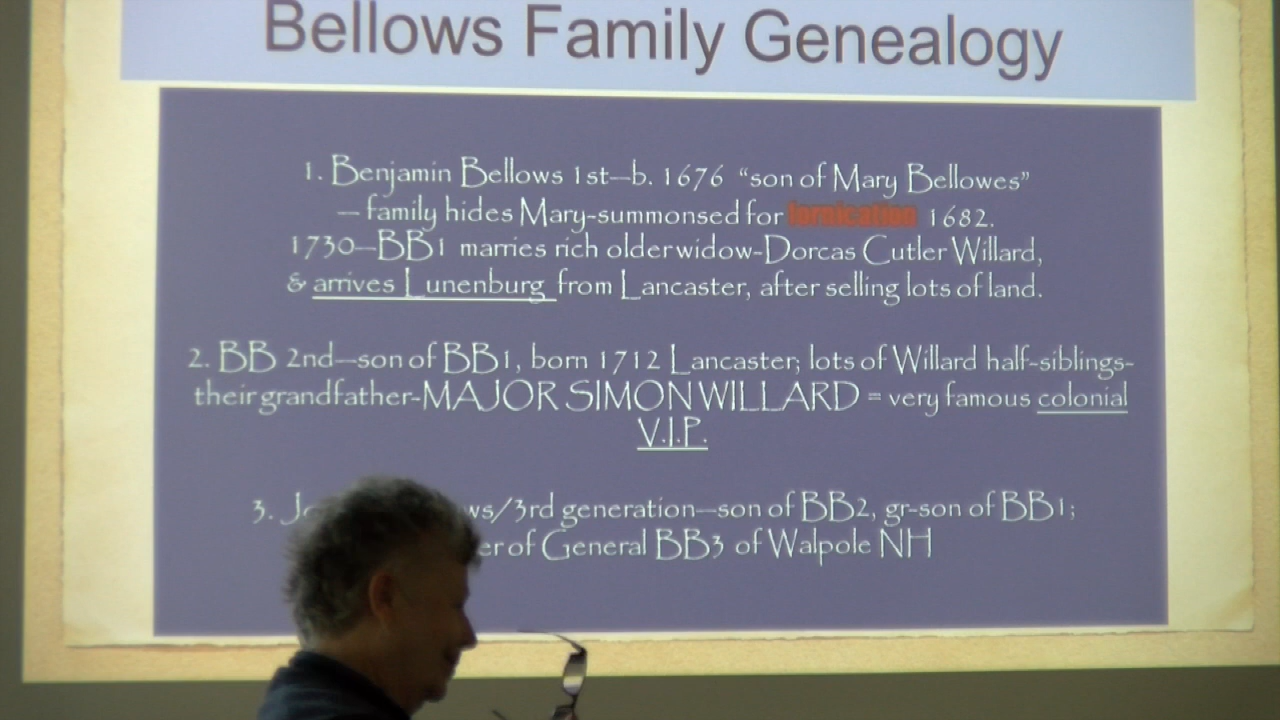 Bellows Family Genealogy
1. Benjamin Bellows 1st—b. 1676 “son of Mary Bellowes”
— family hides Mary-summonsed for fornication 1682.
1730—BB1 marries rich older widow-Dorcas Cutler Willard,
& arrives Lunenburg from Lancaster, after selling lots of land.
2. BB 2nd—son of BB1, born 1712 Lancaster; lots of Willard half-siblings-
their grandfather-MAJOR SIMON WILLARD = very famous colonial
V.I.P.
3. /3rd generation—son of BB2, gr-son of BB1;
of General BB3 of Walpole NH